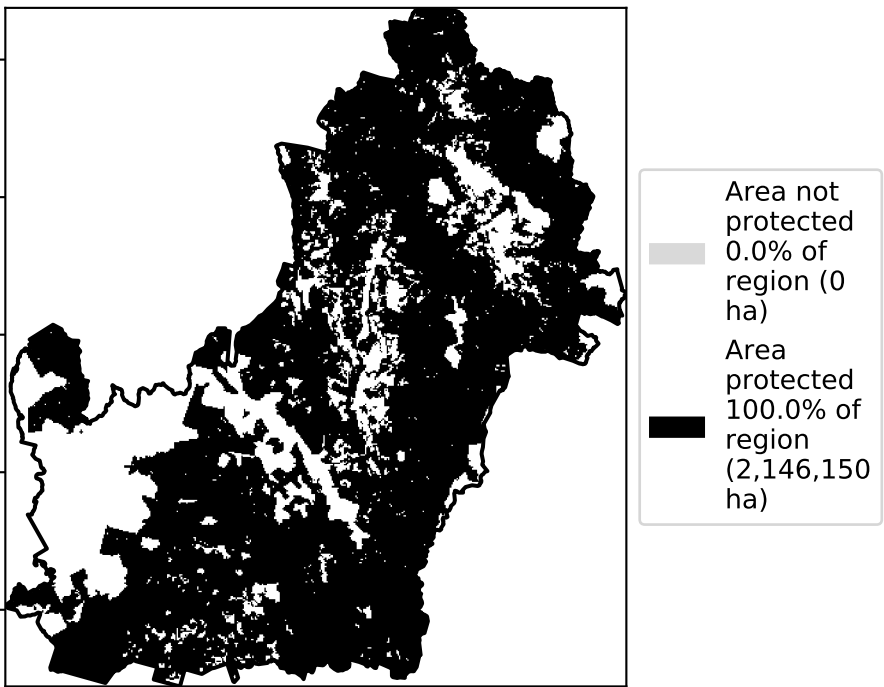 Area not
protected
0.0% of
region (0
ha)
Area
protected
100.0% of
region
(2,146,150
ha)